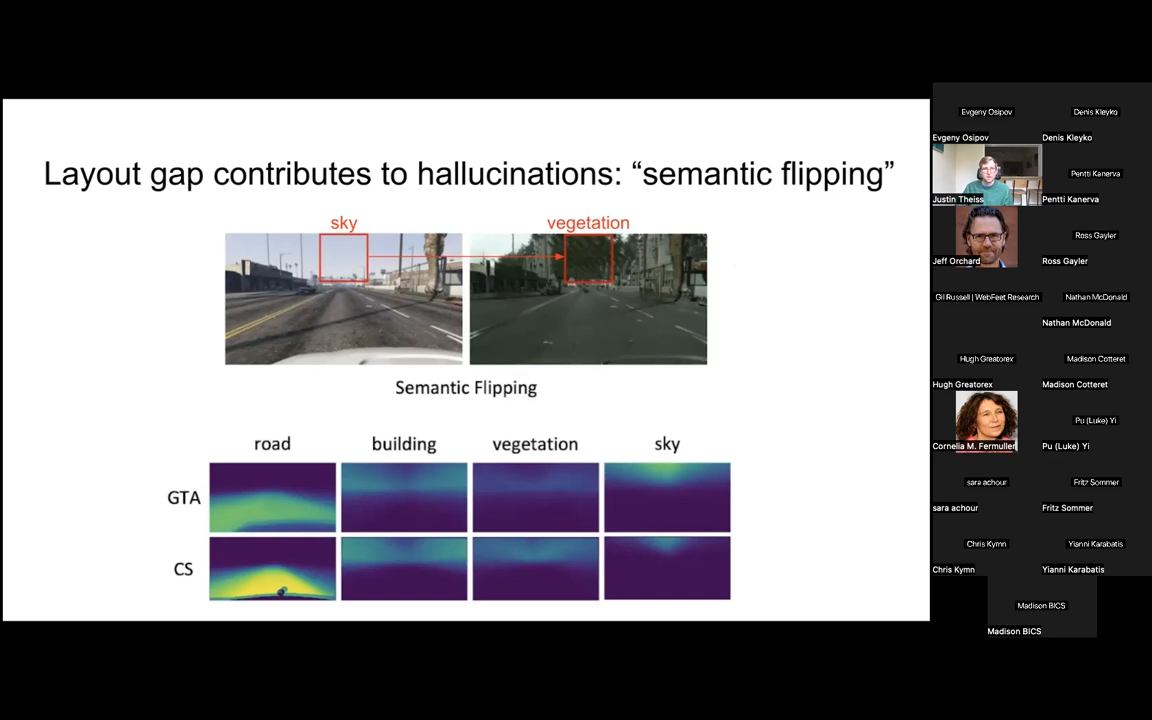 Layout gap contributes to hallucinations: “semantic flipping”
sky
vegetation
Semantic Flipping
road
building
vegetation
sky
GTA
CS
Evgeny Osipov
Denis Kleyko
Evgeny Osipov
Denis Kleyko
Pentti Kanerva
Justin Theiss
Pentti Kanerva
Ross Gayler
Jeff Orchard
Ross Gayler
Gil Russell | WebFeet Research
Nathan McDonald
Nathan McDonald
Hugh Greatorex
Madison Cotteret
Hugh Greatorex
Madison Cotteret
Pu (Luke) Yi
Cornelia M. Fermuller
Pu (Luke) Yi
sara achour
Fritz Sommer
sara achour
Fritz Sommer
Chris Kymn
Yianni Karabatis
Chris Kymn
Yianni Karabatis
Madison BICS
Madison BICS